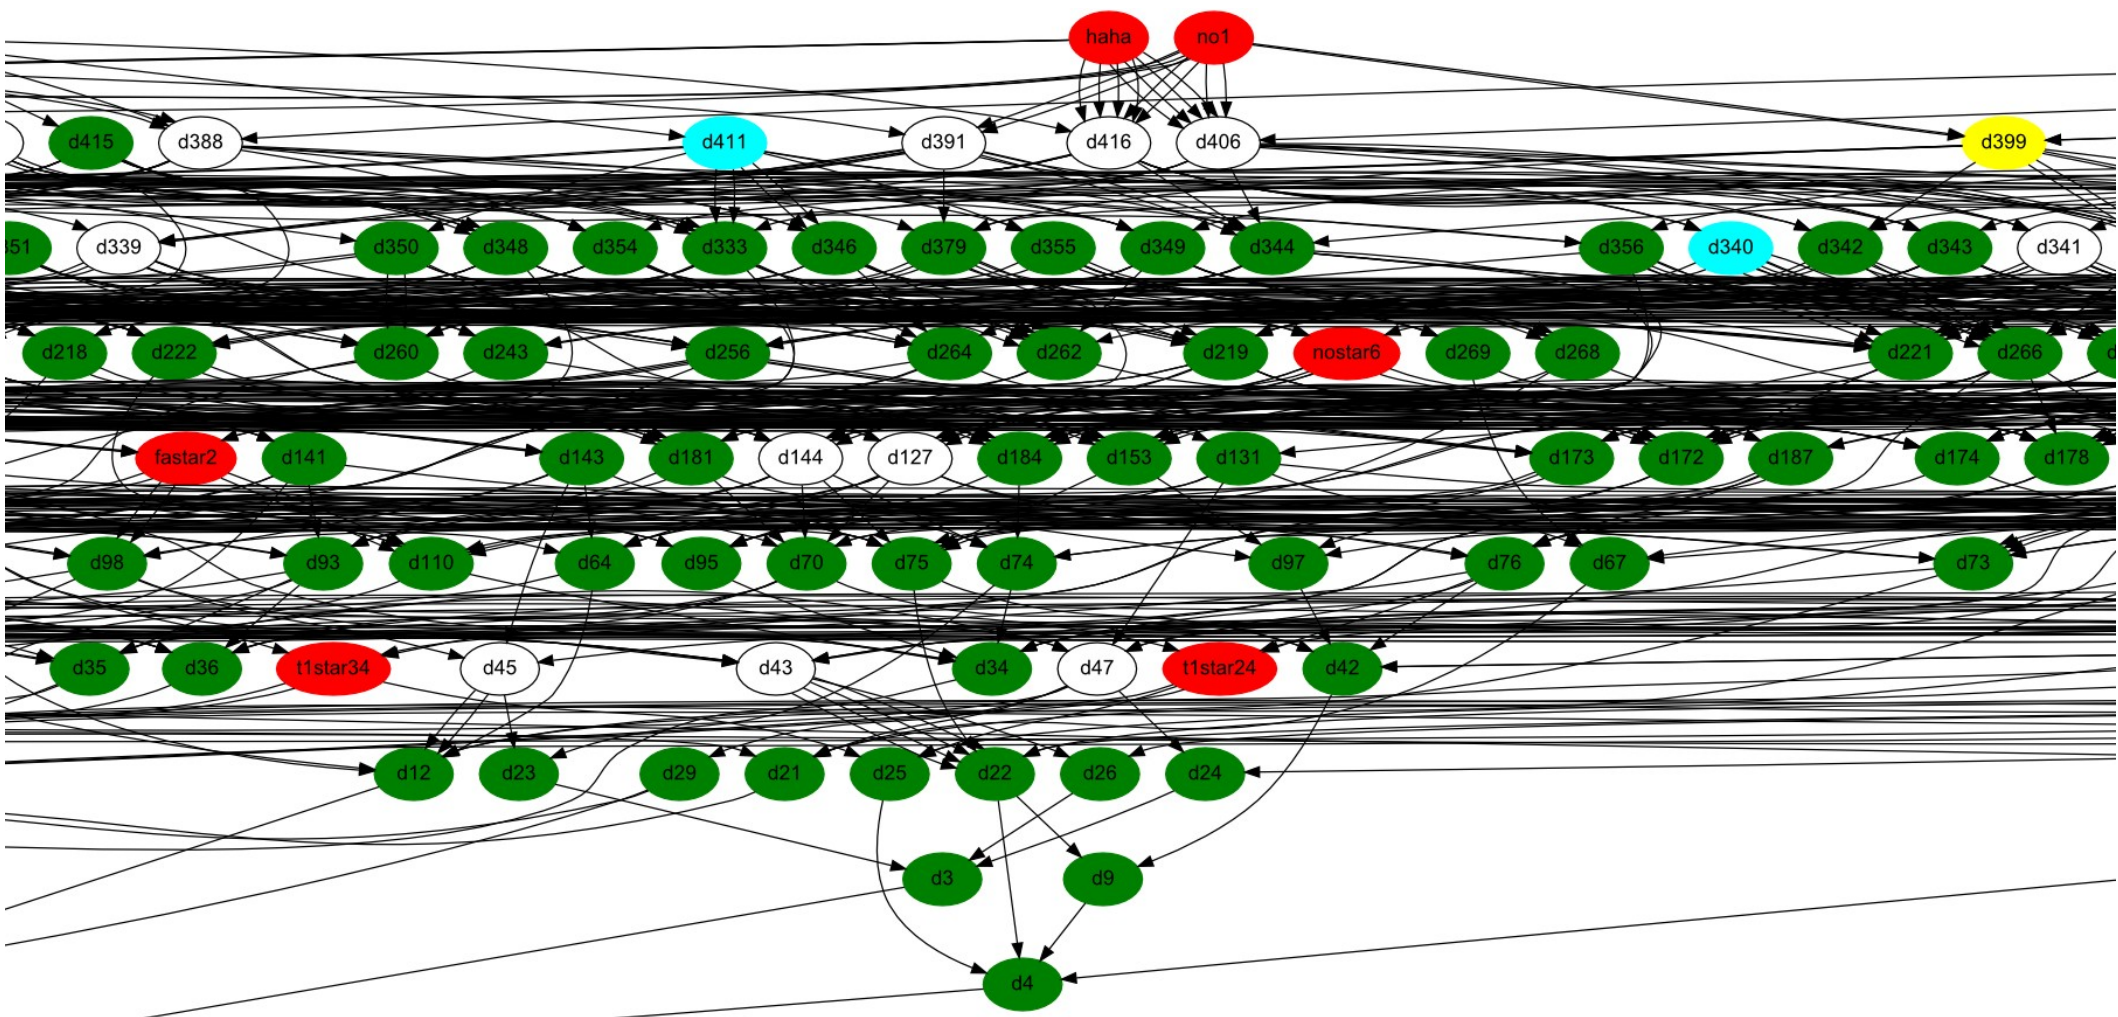 haha no1
d415 d388 d411 d391 d416 d406 d399
351 d339 d350 d348 d354 d333 d346 d379 d355 d349 d344 d356 d340 d342 d343 d341
d218 d222 d260 d243 d256 d264 d262 d219 nostar6 d269 d268 d221 d266 d
fastar2 d141 d143 d181 d144 d127 d184 d153 d131 d173 d172 d187 d174 d178
d98 d93 d110 d64 d95 d70 d75 d74 d97 d76 d67 d73
d35 d36 t1star34 d45 d43 d34 d47 t1star24 d42
d12 d23 d29 d21 d25 d22 d26 d24
d3 d9
d4